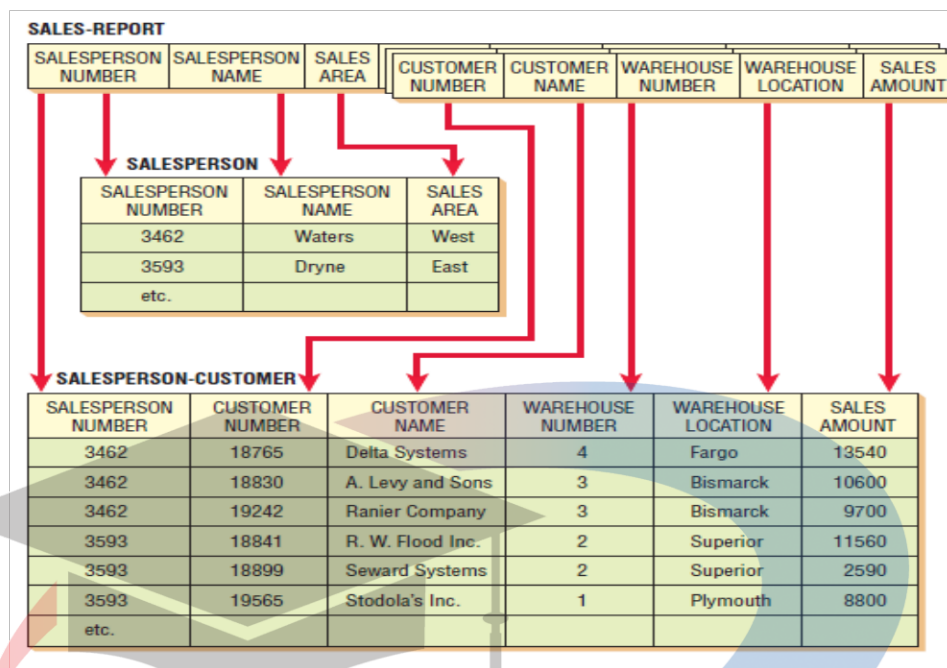 SALES-REPORT
SALESPERSON NUMBER SALESPERSON NAME SALES AREA CUSTOMER NUMBER CUSTOMER NAME WAREHOUSE NUMBER WAREHOUSE LOCATION SALES AMOUNT
SALESPERSON
SALESPERSON NUMBER SALESPERSON NAME SALES AREA
3462 Waters West
3593 Dryne East
etc.
SALESPERSON-CUSTOMER
SALESPERSON NUMBER CUSTOMER NUMBER CUSTOMER NAME WAREHOUSE NUMBER WAREHOUSE LOCATION SALES AMOUNT
3462 18765 Delta Systems 4 Fargo 13540
3462 18830 A. Levy and Sons 3 Bismarck 10600
3462 19242 Ranier Company 3 Bismarck 9700
3593 18841 R. W. Flood Inc. 2 Superior 11560
3593 18899 Seward Systems 2 Superior 2590
3593 19565 Stodola's Inc. 1 Plymouth 8800
etc.